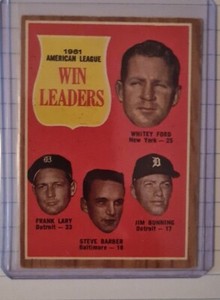 1961
AMERICAN LEAGUE
WIN
LEADERS
WHITEY FORD
New York — 25
FRANK LARY
Detroit — 23
STEVE BARBER
Baltimore — 18
JIM BUNNING
Detroit — 17